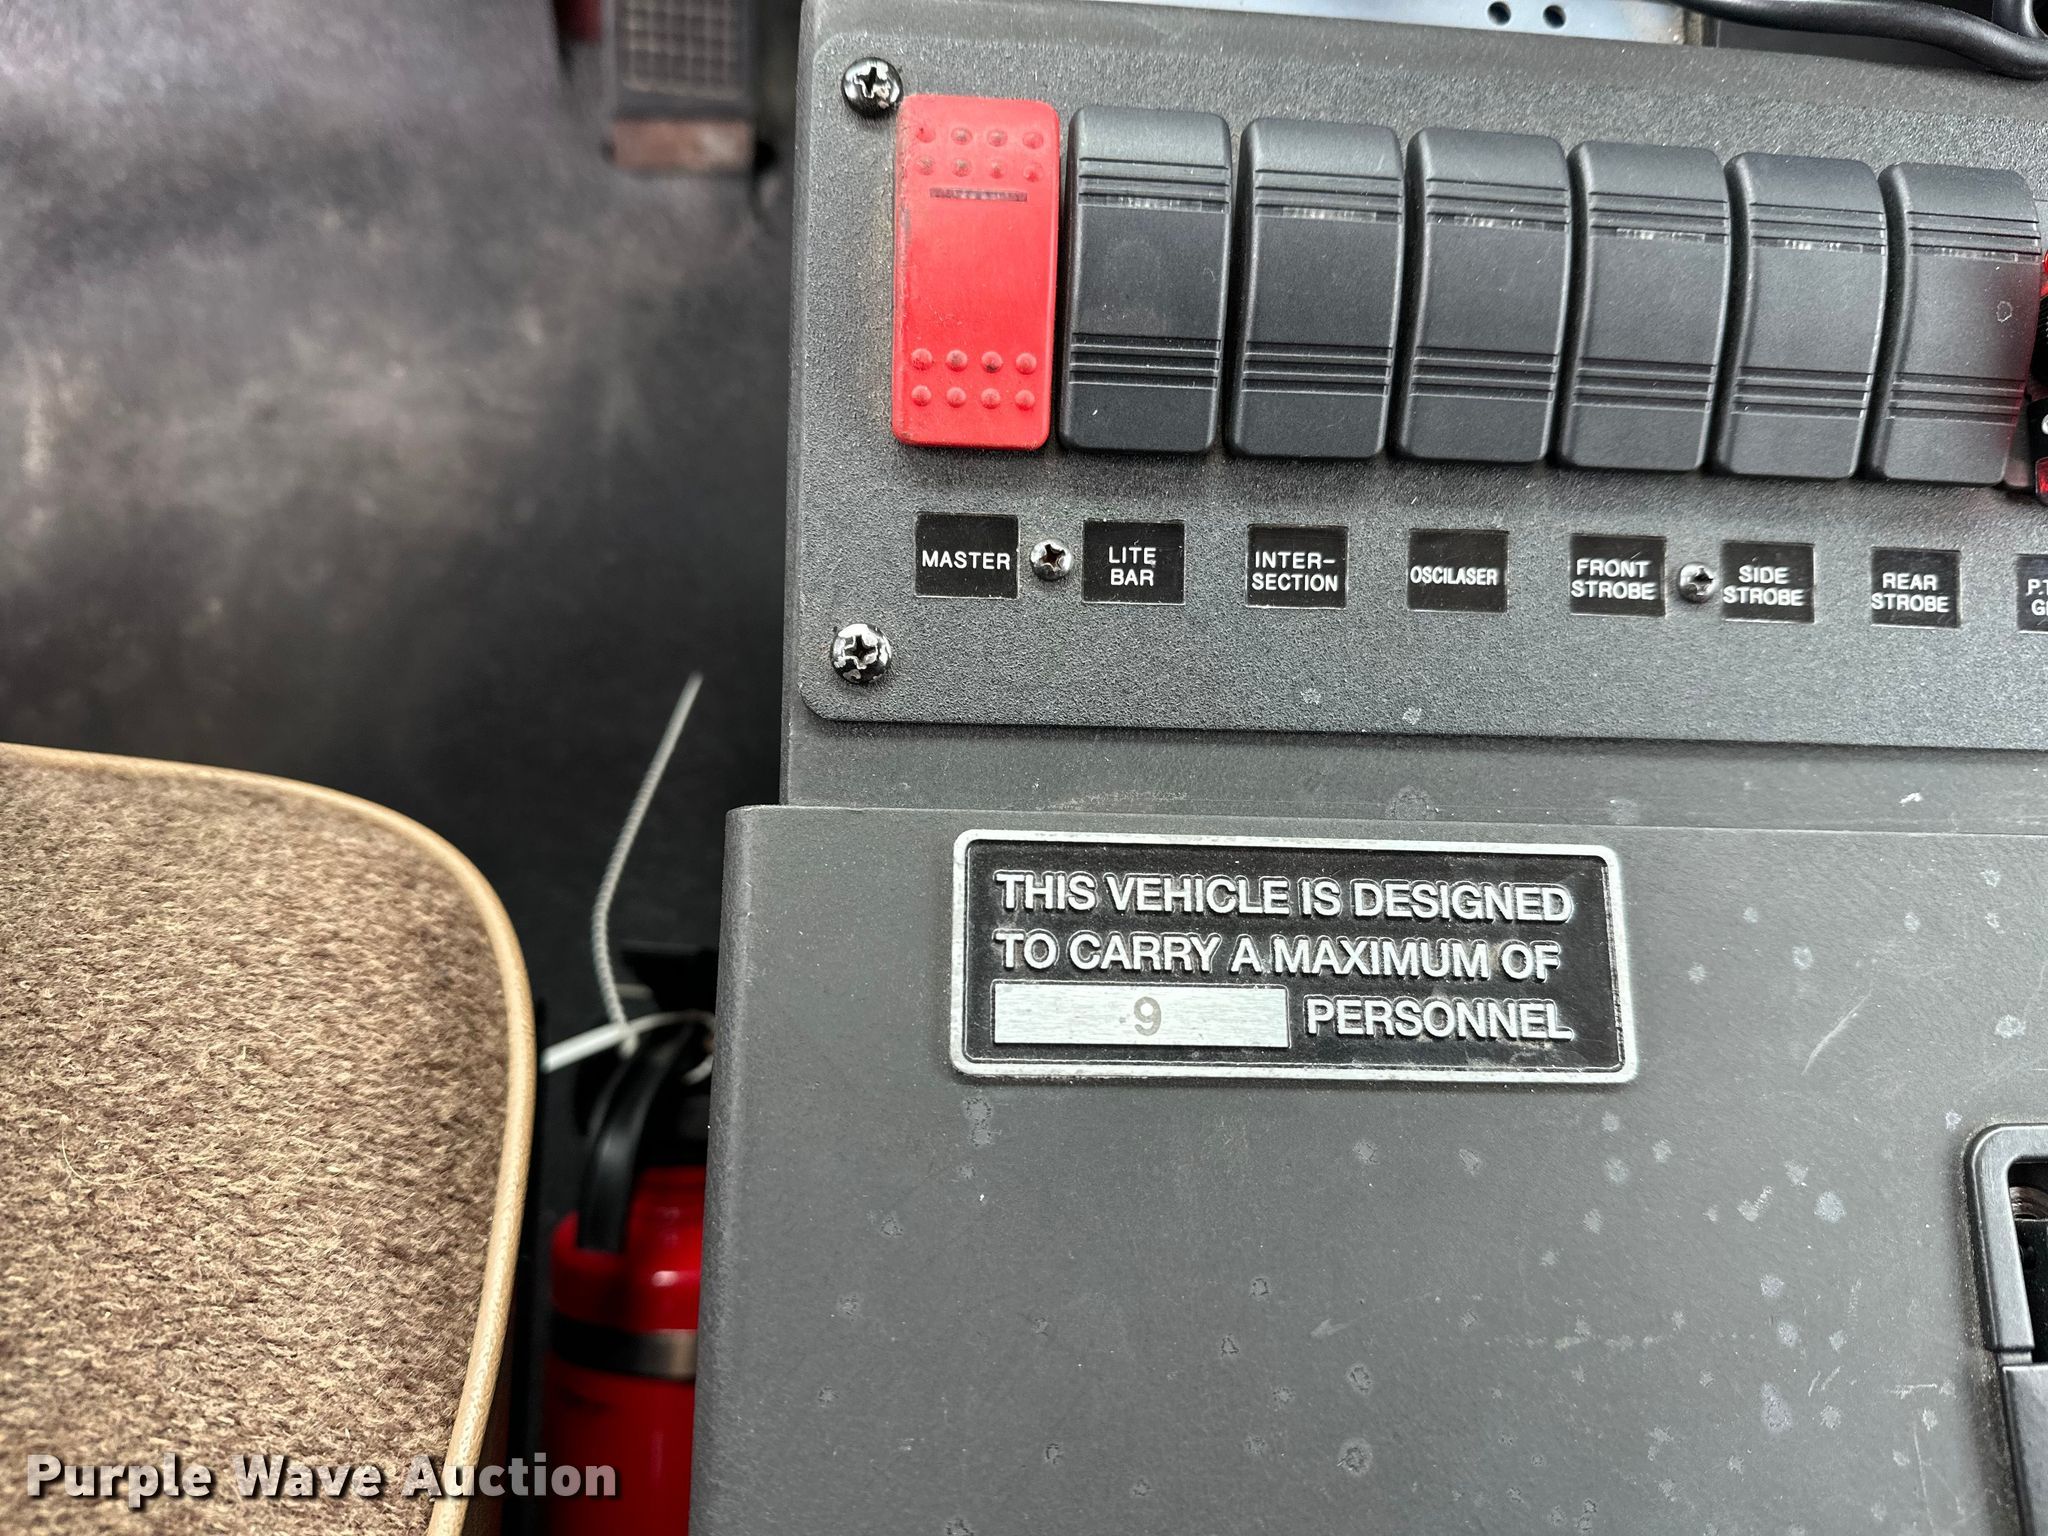 MASTER
LITE
BAR
INTER-
SECTION
OSCILASER
FRONT
STROBE
SIDE
STROBE
REAR
STROBE
THIS VEHICLE IS DESIGNED
TO CARRY A MAXIMUM OF
9 PERSONNEL
Purple Wave Auction